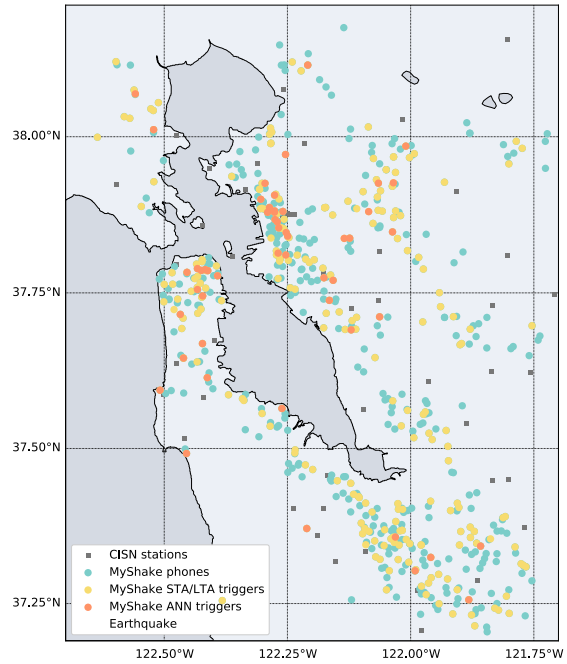 38.00°N
37.75°N
37.50°N
37.25°N
CISN stations
MyShake phones
MyShake STA/LTA triggers
MyShake ANN triggers
Earthquake
122.50°W 122.25°W 122.00°W 121.75°W